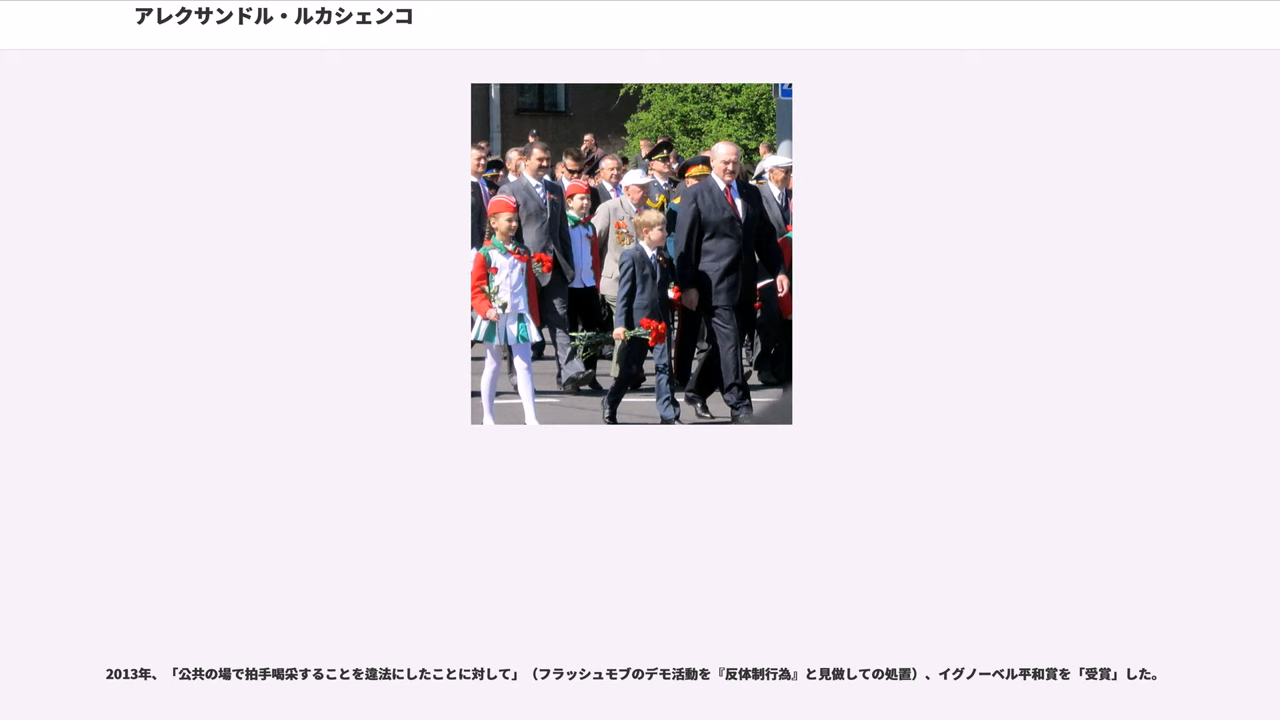 アレクサンドル・ルカシェンコ
2013年、「公共の場で拍手喝采することを違法にしたことに対して」（フラッシュモブのデモ活動を『反体制行為』と見做しての処置）、イグノーベル平和賞を「受賞」した。